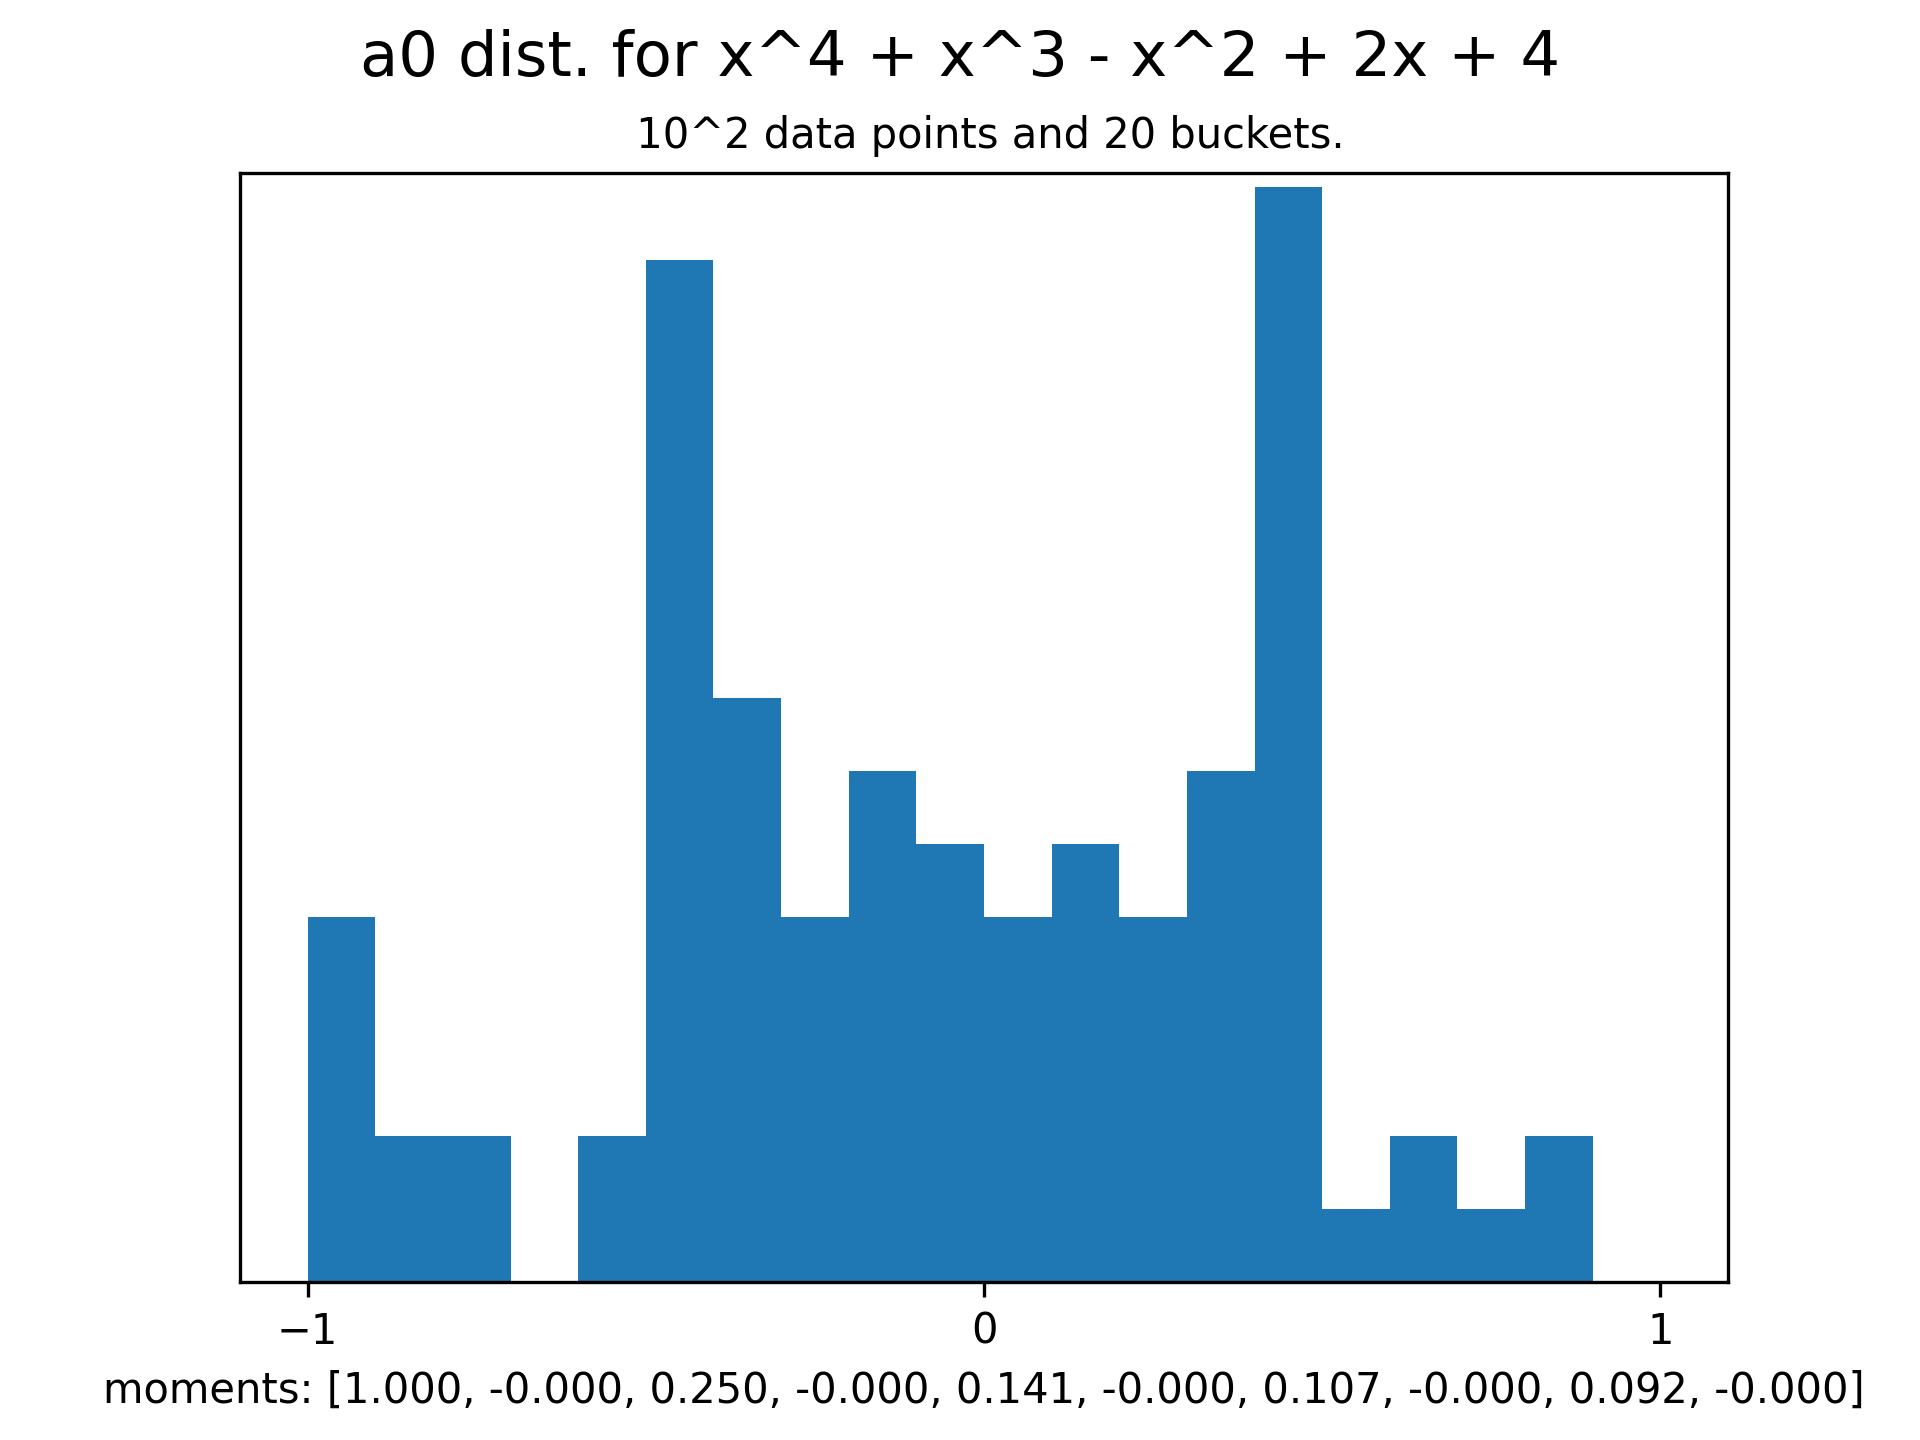 a0 dist. for x^4 + x^3 - x^2 + 2x + 4
10^2 data points and 20 buckets.
−1 0 1
moments: [1.000, -0.000, 0.250, -0.000, 0.141, -0.000, 0.107, -0.000, 0.092, -0.000]